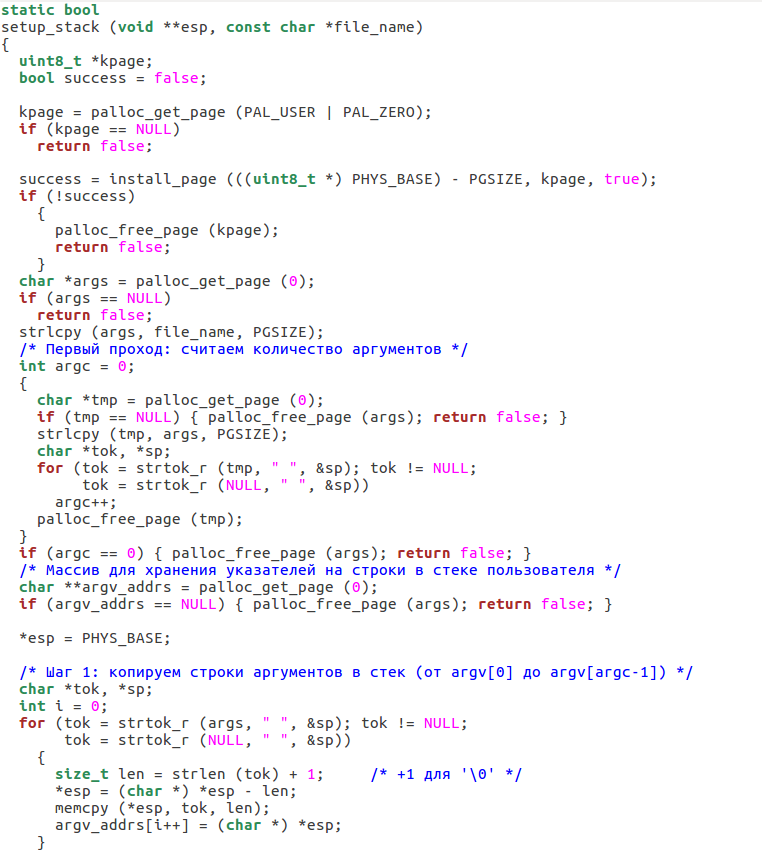 static bool
setup_stack (void **esp, const char *file_name)
{
  uint8_t *kpage;
  bool success = false;

  kpage = palloc_get_page (PAL_USER | PAL_ZERO);
  if (kpage == NULL)
    return false;

  success = install_page (((uint8_t *) PHYS_BASE) - PGSIZE, kpage, true);
  if (!success)
    {
      palloc_free_page (kpage);
      return false;
    }
  char *args = palloc_get_page (0);
  if (args == NULL)
    return false;
  strlcpy (args, file_name, PGSIZE);
  /* Первый проход: считаем количество аргументов */
  int argc = 0;
  {
    char *tmp = palloc_get_page (0);
    if (tmp == NULL) { palloc_free_page (args); return false; }
    strlcpy (tmp, args, PGSIZE);
    char *tok, *sp;
    for (tok = strtok_r (tmp, " ", &sp); tok != NULL;
         tok = strtok_r (NULL, " ", &sp))
      argc++;
    palloc_free_page (tmp);
  }
  if (argc == 0) { palloc_free_page (args); return false; }
  /* Массив для хранения указателей на строки в стеке пользователя */
  char **argv_addrs = palloc_get_page (0);
  if (argv_addrs == NULL) { palloc_free_page (args); return false; }

  *esp = PHYS_BASE;

  /* Шаг 1: копируем строки аргументов в стек (от argv[0] до argv[argc-1]) */
  char *tok, *sp;
  int i = 0;
  for (tok = strtok_r (args, " ", &sp); tok != NULL;
       tok = strtok_r (NULL, " ", &sp))
    {
      size_t len = strlen (tok) + 1;     /* +1 для '\0' */
      *esp = (char *) *esp - len;
      memcpy (*esp, tok, len);
      argv_addrs[i++] = (char *) *esp;
    }